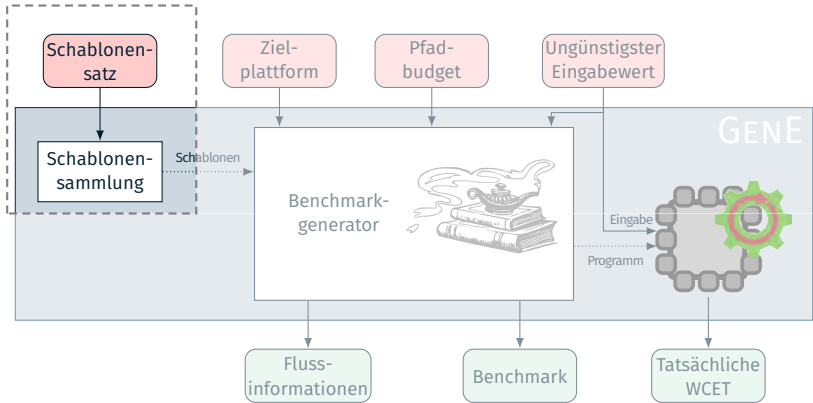 Schablonen-
satz
Ziel-
plattform
Pfad-
budget
Ungünstigster
Eingabewert
GENE
Schablonen-
sammlung
Schablonen
Benchmark-
generator
Eingabe
Programm
Fluss-
informationen
Benchmark
Tatsächliche
WCET